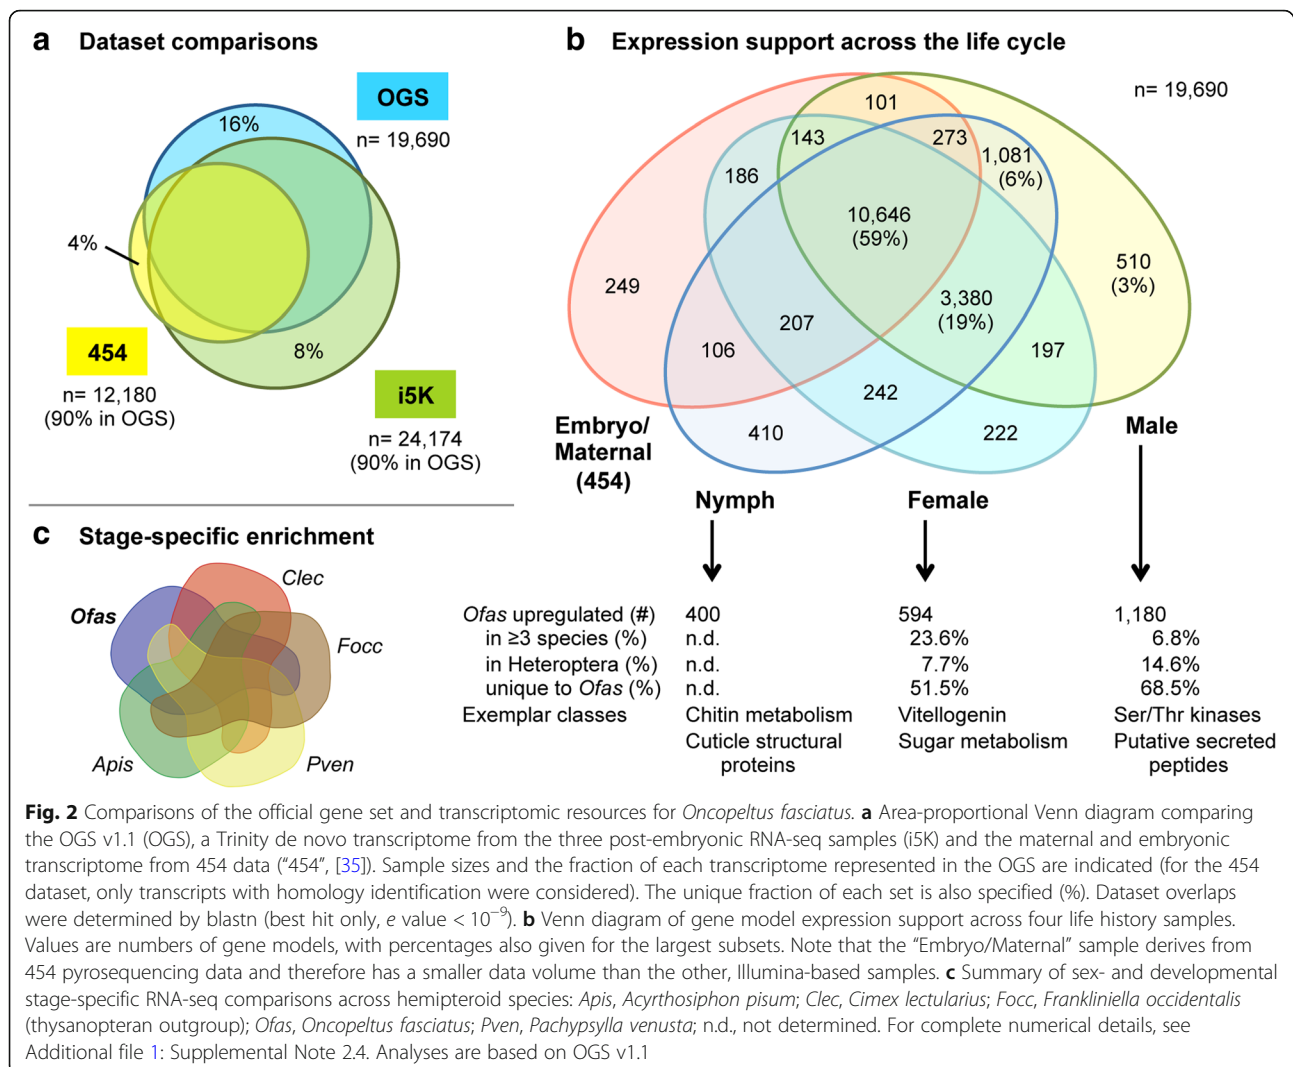 a Dataset comparisons
OGS
n= 19,690
16%
4%
454
n= 12,180
(90% in OGS)
8%
i5K
n= 24,174
(90% in OGS)
b Expression support across the life cycle
n= 19,690
101
143
273
1,081
(6%)
186
10,646
(59%)
249
510
(3%)
3,380
(19%)
207
106
197
242
410
222
Embryo/
Maternal
(454)
Nymph
Female
Male
c Stage-specific enrichment
Clec
Ofas
Focc
Apis
Pven
Ofas upregulated (#) 400 594 1,180
in ≥3 species (%) n.d. 23.6% 6.8%
in Heteroptera (%) n.d. 7.7% 14.6%
unique to Ofas (%) n.d. 51.5% 68.5%
Exemplar classes Chitin metabolism Vitellogenin Ser/Thr kinases
Cuticle structural Sugar metabolism Putative secreted
proteins peptides
Fig. 2 Comparisons of the official gene set and transcriptomic resources for Oncopeltus fasciatus. a Area-proportional Venn diagram comparing
the OGS v1.1 (OGS), a Trinity de novo transcriptome from the three post-embryonic RNA-seq samples (i5K) and the maternal and embryonic
transcriptome from 454 data (“454”, [35]). Sample sizes and the fraction of each transcriptome represented in the OGS are indicated (for the 454
dataset, only transcripts with homology identification were considered). The unique fraction of each set is also specified (%). Dataset overlaps
were determined by blastn (best hit only, e value < 10⁻⁹). b Venn diagram of gene model expression support across four life history samples.
Values are numbers of gene models, with percentages also given for the largest subsets. Note that the “Embryo/Maternal” sample derives from
454 pyrosequencing data and therefore has a smaller data volume than the other, Illumina-based samples. c Summary of sex- and developmental
stage-specific RNA-seq comparisons across hemipteroid species: Apis, Acyrthosiphon pisum; Clec, Cimex lectularius; Focc, Frankliniella occidentalis
(thysanopteran outgroup); Ofas, Oncopeltus fasciatus; Pven, Pachypsylla venusta; n.d., not determined. For complete numerical details, see
Additional file 1: Supplemental Note 2.4. Analyses are based on OGS v1.1